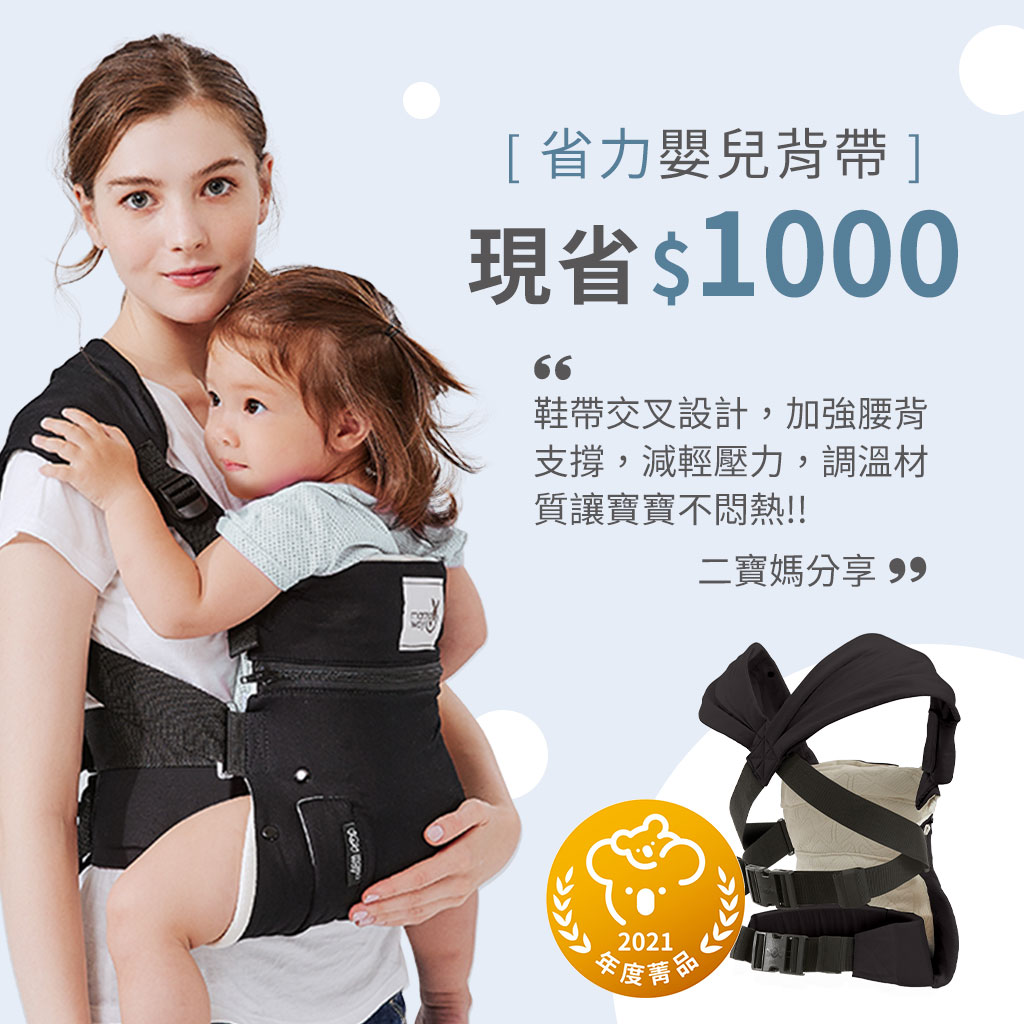 [ 省力嬰兒背帶 ]
現省$1000
“
鞋帶交叉設計，加強腰背
支撐，減輕壓力，調溫材
質讓寶寶不悶熱!!
二寶媽分享 ”
mamaway
2021
年度菁品